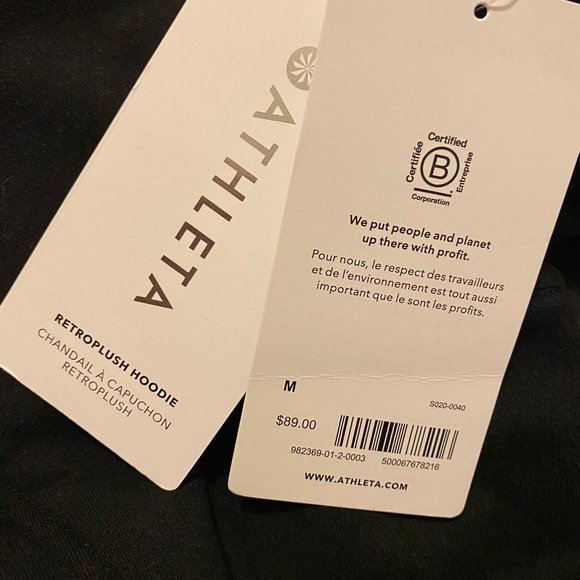 ATHLETA
RETROPLUSH HOODIE
CHANDAIL À CAPUCHON
RETROPLUSH
Certified
Certifiée
B
Entreprise
Corporation
We put people and planet
up there with profit.
Pour nous, le respect des travailleurs
et de l'environnement est tout aussi
important que le sont les profits.
M
S020-0040
$89.00
982369-01-2-0003 500067678216
WWW.ATHLETA.COM